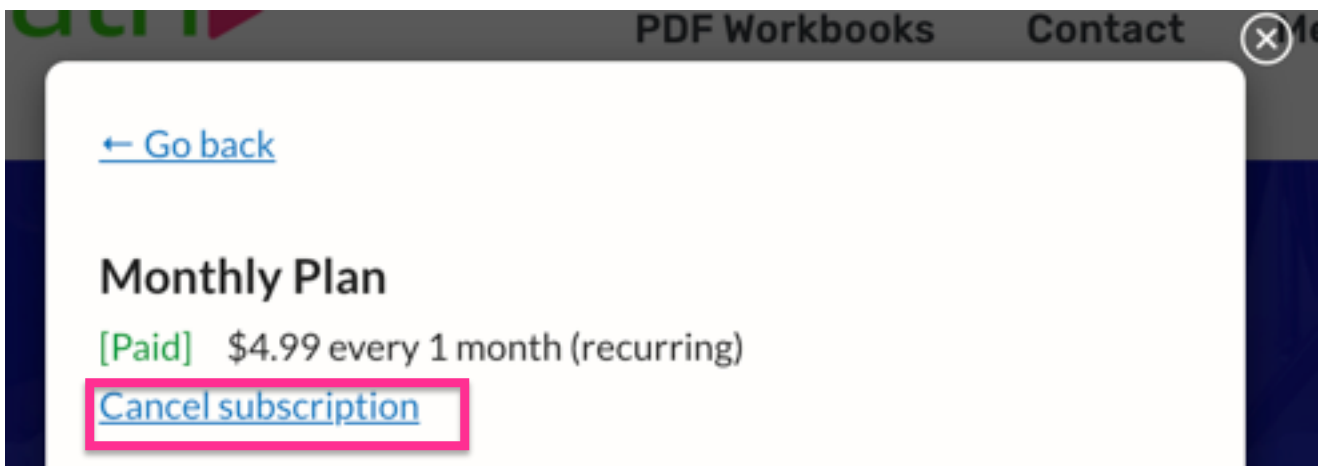 PDF Workbooks Contact
← Go back
Monthly Plan
[Paid] $4.99 every 1 month (recurring)
Cancel subscription